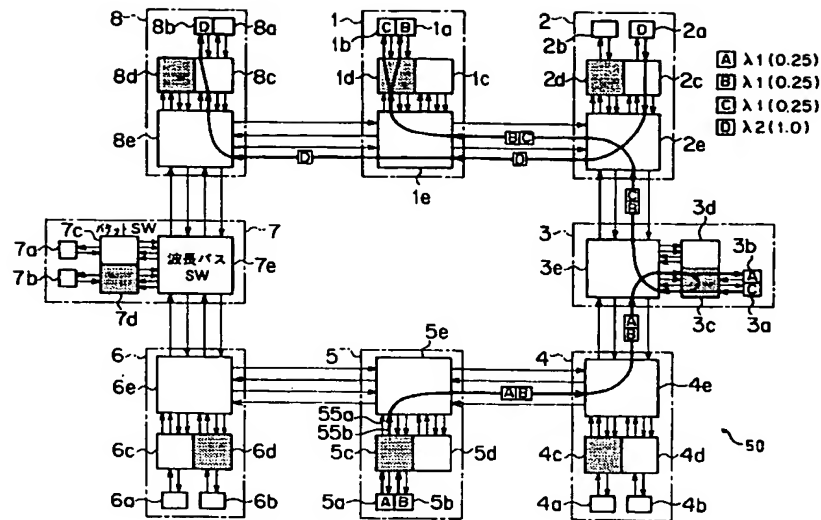 8
8b
D
8a
8d
8c
8e
1
C B
1a
1b
1d
1c
1e
2
2b
D
2a
2d
2c
2e
A λ1(0.25)
B λ1(0.25)
C λ1(0.25)
D λ2(1.0)
D
B C
D
C
B
7c
パケットSW
7
7a
7b
7d
波長パス
SW
7e
3
3d
3e
3b
A
C
3a
3c
A
B
6
6e
6c
6d
6a
6b
5
5e
55a
55b
A B
5c
5d
5a
A B
5b
4
4e
4c
4d
4a
4b
50